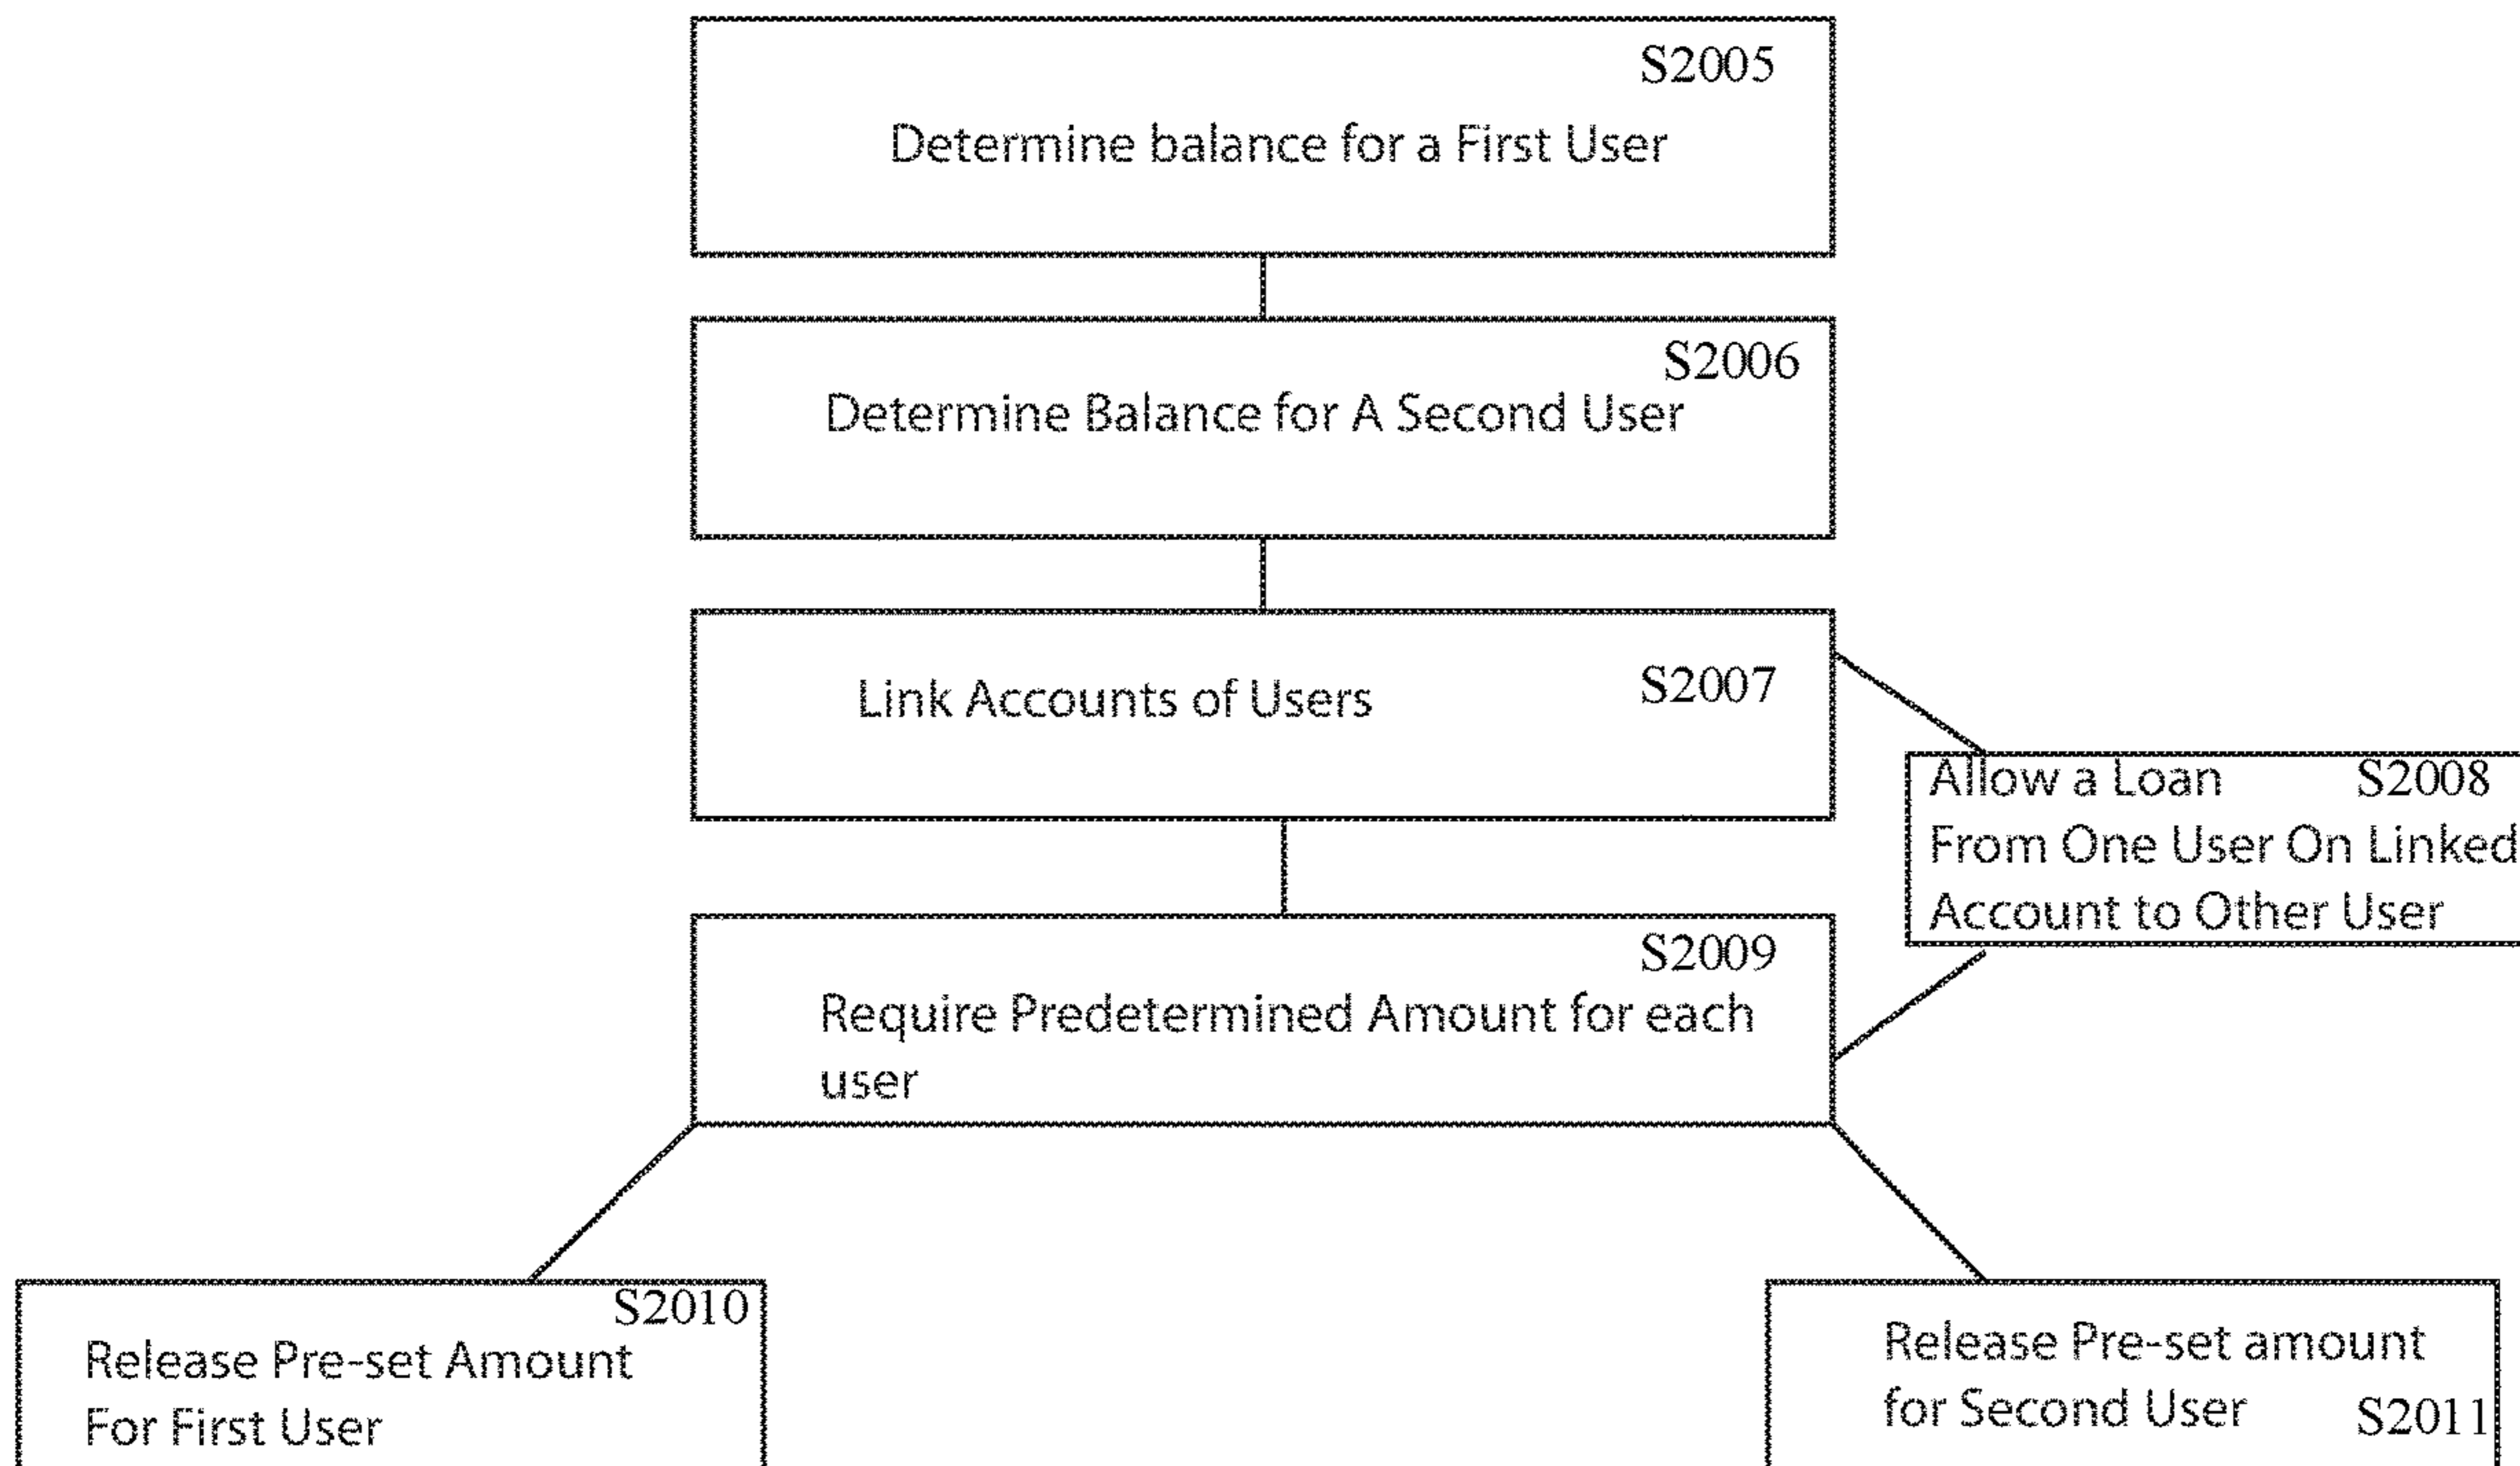 S2005
Determine balance for a First User
S2006
Determine Balance for A Second User
Link Accounts of Users S2007
Allow a Loan S2008
From One User On Linked
Account to Other User
S2009
Require Predetermined Amount for each
user
S2010
Release Pre-set Amount
For First User
Release Pre-set amount
for Second User S2011